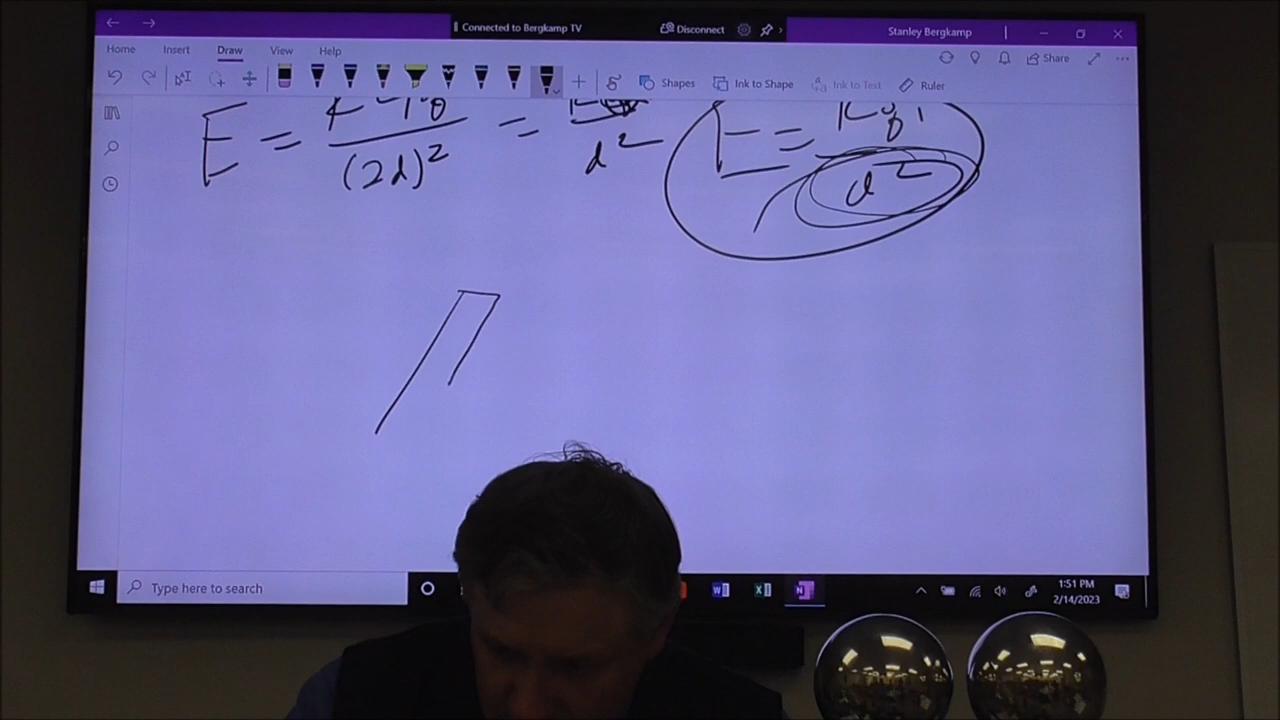 Connected to Bergkamp TV
Disconnect
Stanley Bergkamp
Home Insert Draw View Help
Share
Shapes Ink to Shape Ink to Text Ruler
E = / (2d)² = / d²
E = / d²
Type here to search
1:51 PM
2/14/2023